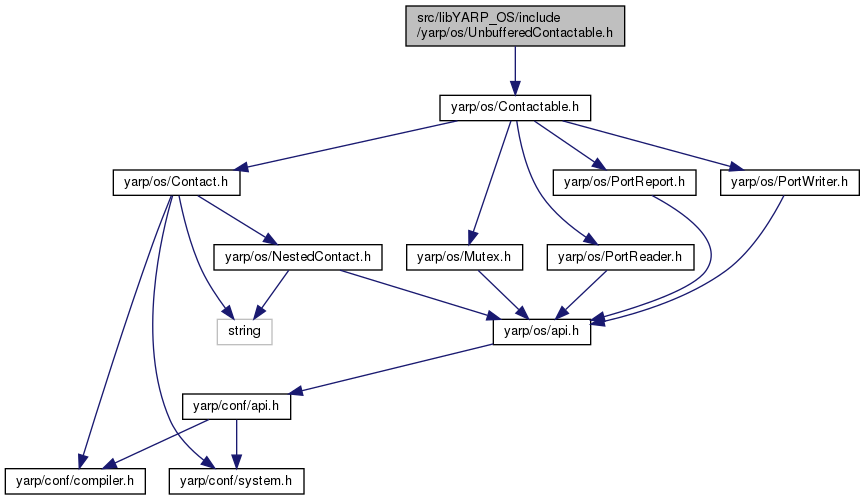 src/libYARP_OS/include
/yarp/os/UnbufferedContactable.h
yarp/os/Contactable.h
yarp/os/Contact.h
yarp/os/PortReport.h
yarp/os/PortWriter.h
yarp/os/NestedContact.h
yarp/os/Mutex.h
yarp/os/PortReader.h
string
yarp/os/api.h
yarp/conf/api.h
yarp/conf/compiler.h
yarp/conf/system.h